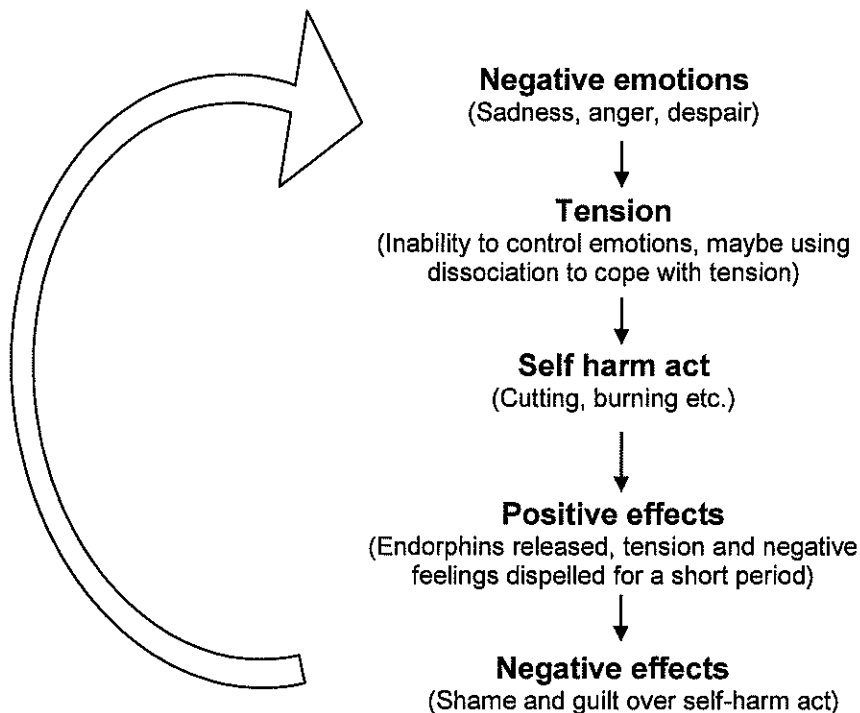 Negative emotions
(Sadness, anger, despair)
Tension
(Inability to control emotions, maybe using
dissociation to cope with tension)
Self harm act
(Cutting, burning etc.)
Positive effects
(Endorphins released, tension and negative
feelings dispelled for a short period)
Negative effects
(Shame and guilt over self-harm act)